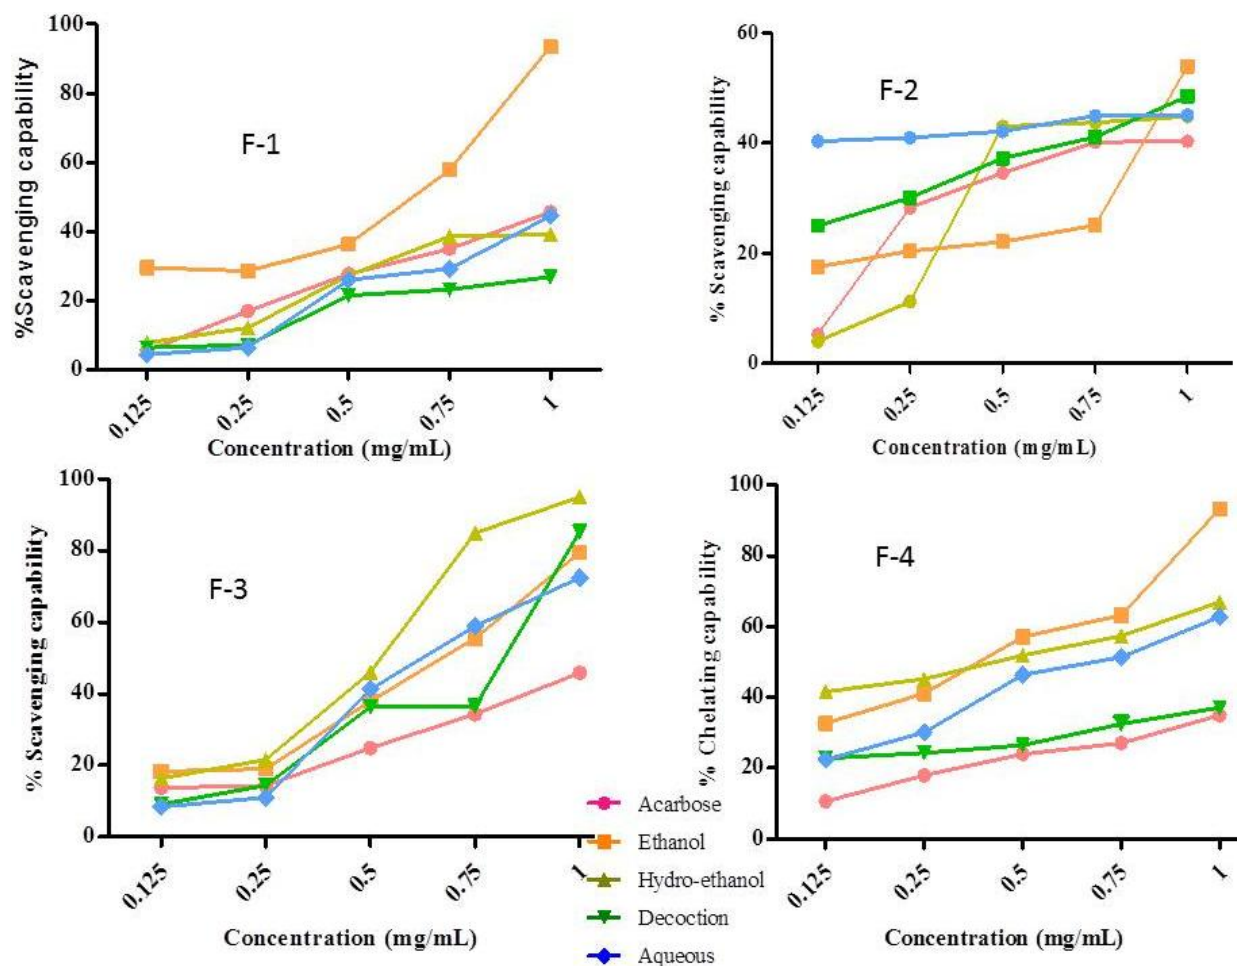 %Scavenging capability
100
80
60
40
20
0
F-1
0.125
0.25
0.5
0.75
1
Concentration (mg/mL)
% Scavenging capability
60
40
20
0
F-2
0.125
0.25
0.5
0.75
1
Concentration (mg/mL)
% Scavenging capability
100
80
60
40
20
0
F-3
0.125
0.25
0.5
0.75
1
Concentration (mg/mL)
Acarbose
Ethanol
Hydro-ethanol
Decoction
Aqueous
% Chelating capability
100
80
60
40
20
0
F-4
0.125
0.25
0.5
0.75
1
Concentration (mg/mL)